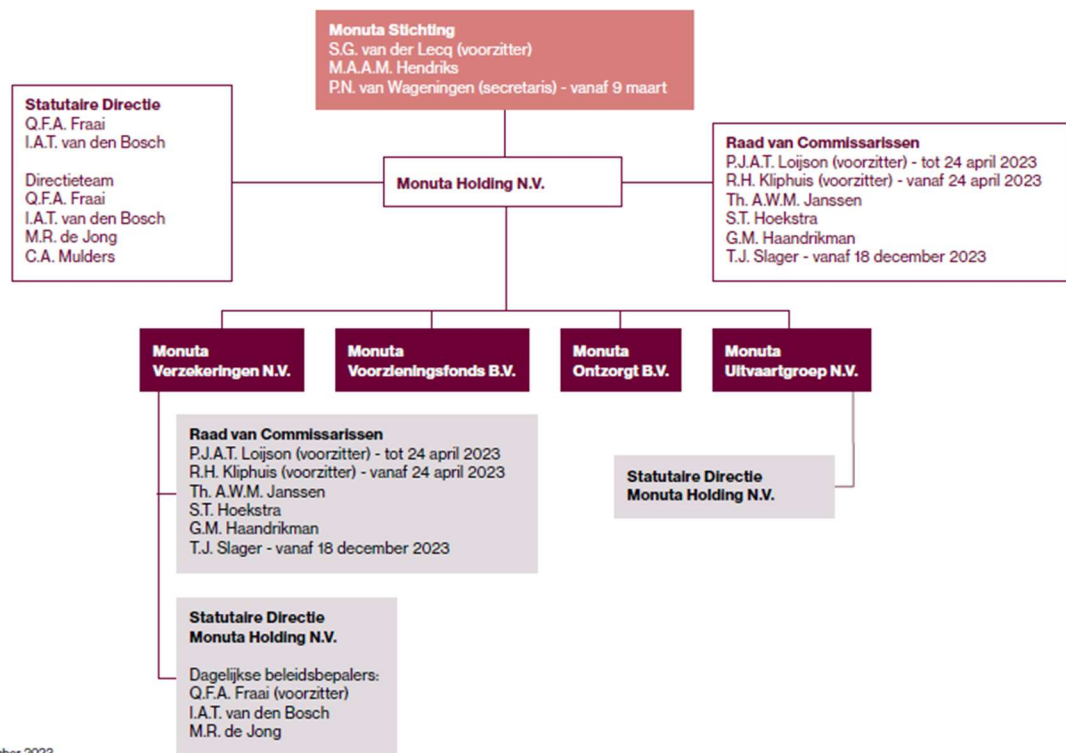 Monuta Stichting
S.G. van der Lecq (voorzitter)
M.A.A.M. Hendriks
P.N. van Wageningen (secretaris) - vanaf 9 maart
Statutaire Directie
Q.F.A. Fraai
I.A.T. van den Bosch
Directieteam
Q.F.A. Fraai
I.A.T. van den Bosch
M.R. de Jong
C.A. Mulders
Monuta Holding N.V.
Raad van Commissarissen
P.J.A.T. Loijson (voorzitter) - tot 24 april 2023
R.H. Kliphuis (voorzitter) - vanaf 24 april 2023
Th. A.W.M. Janssen
S.T. Hoekstra
G.M. Haandrikman
T.J. Slager - vanaf 18 december 2023
Monuta
Verzekeringen N.V.
Monuta
Voorzieningsfonds B.V.
Monuta
Ontzorgt B.V.
Monuta
Uitvaartgroep N.V.
Raad van Commissarissen
P.J.A.T. Loijson (voorzitter) - tot 24 april 2023
R.H. Kliphuis (voorzitter) - vanaf 24 april 2023
Th. A.W.M. Janssen
S.T. Hoekstra
G.M. Haandrikman
T.J. Slager - vanaf 18 december 2023
Statutaire Directie
Monuta Holding N.V.
Statutaire Directie
Monuta Holding N.V.
Dagelijkse beleidsbepalers:
Q.F.A. Fraai (voorzitter)
I.A.T. van den Bosch
M.R. de Jong